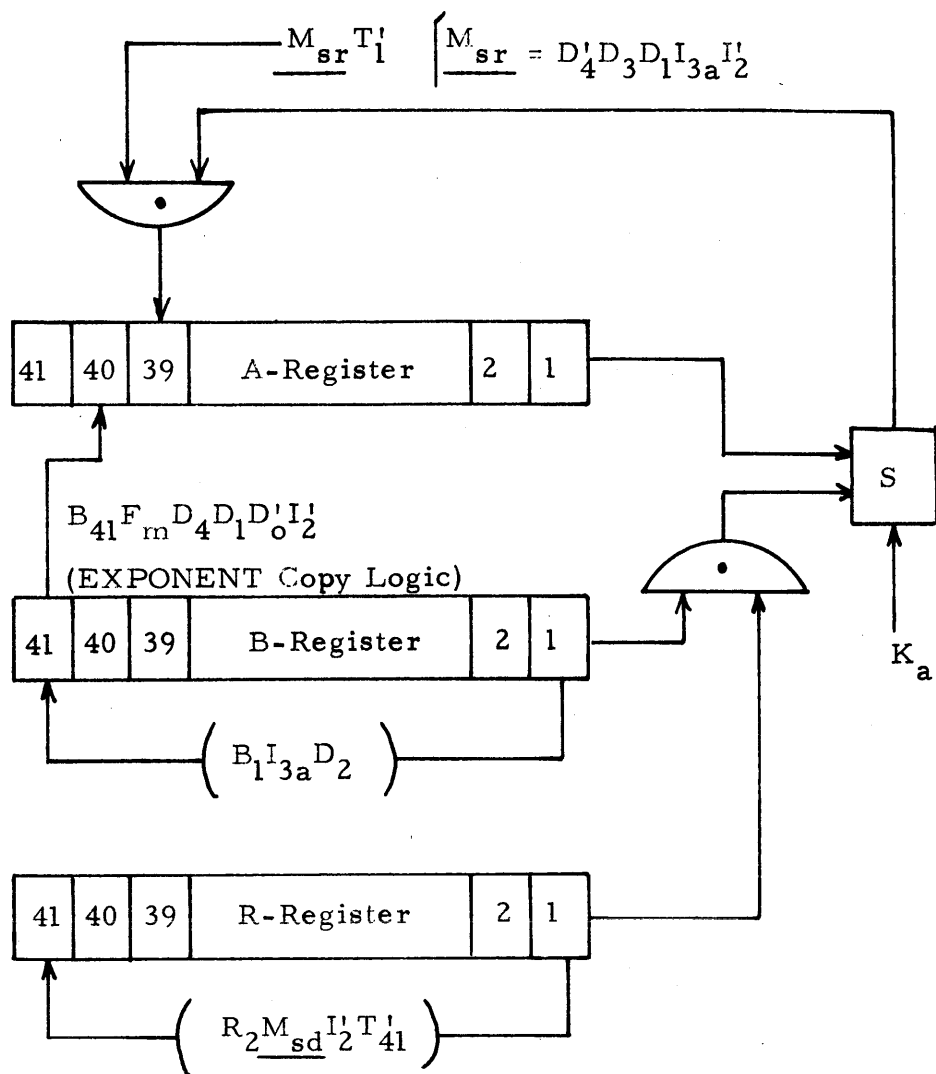 M_sr T'_1   M_sr = D'_4 D_3 D_1 I_3a I'_2
41 40 39 A-Register 2 1
S
B_41 F_m D_4 D_1 D'_o I'_2
(EXPONENT Copy Logic)
41 40 39 B-Register 2 1
K_a
( B_1 I_3a D_2 )
41 40 39 R-Register 2 1
( R_2 M_sd I'_2 T'_41 )